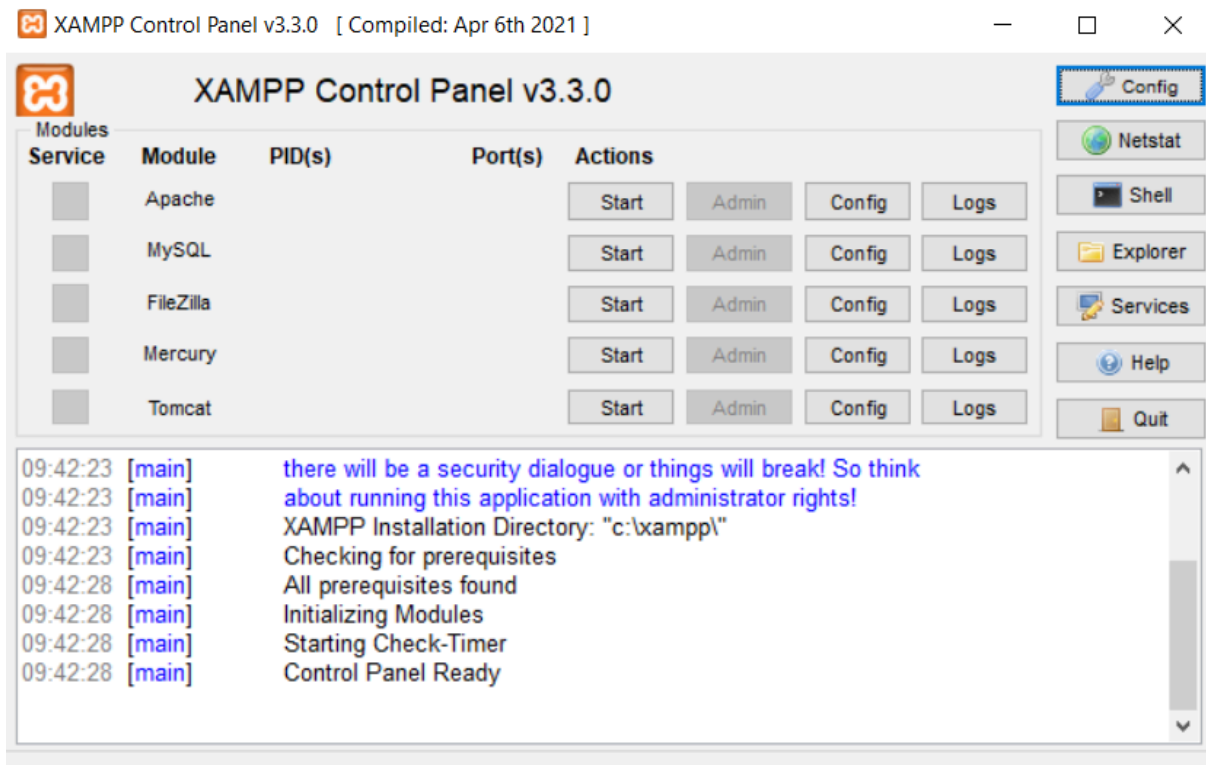 XAMPP Control Panel v3.3.0 [ Compiled: Apr 6th 2021 ]
XAMPP Control Panel v3.3.0
Config
Modules
Netstat
Service Module PID(s) Port(s) Actions
Apache Start Admin Config Logs
Shell
MySQL Start Admin Config Logs
Explorer
FileZilla Start Admin Config Logs
Services
Mercury Start Admin Config Logs
Help
Tomcat Start Admin Config Logs
Quit
09:42:23 [main] there will be a security dialogue or things will break! So think
09:42:23 [main] about running this application with administrator rights!
09:42:23 [main] XAMPP Installation Directory: "c:\xampp\"
09:42:23 [main] Checking for prerequisites
09:42:28 [main] All prerequisites found
09:42:28 [main] Initializing Modules
09:42:28 [main] Starting Check-Timer
09:42:28 [main] Control Panel Ready